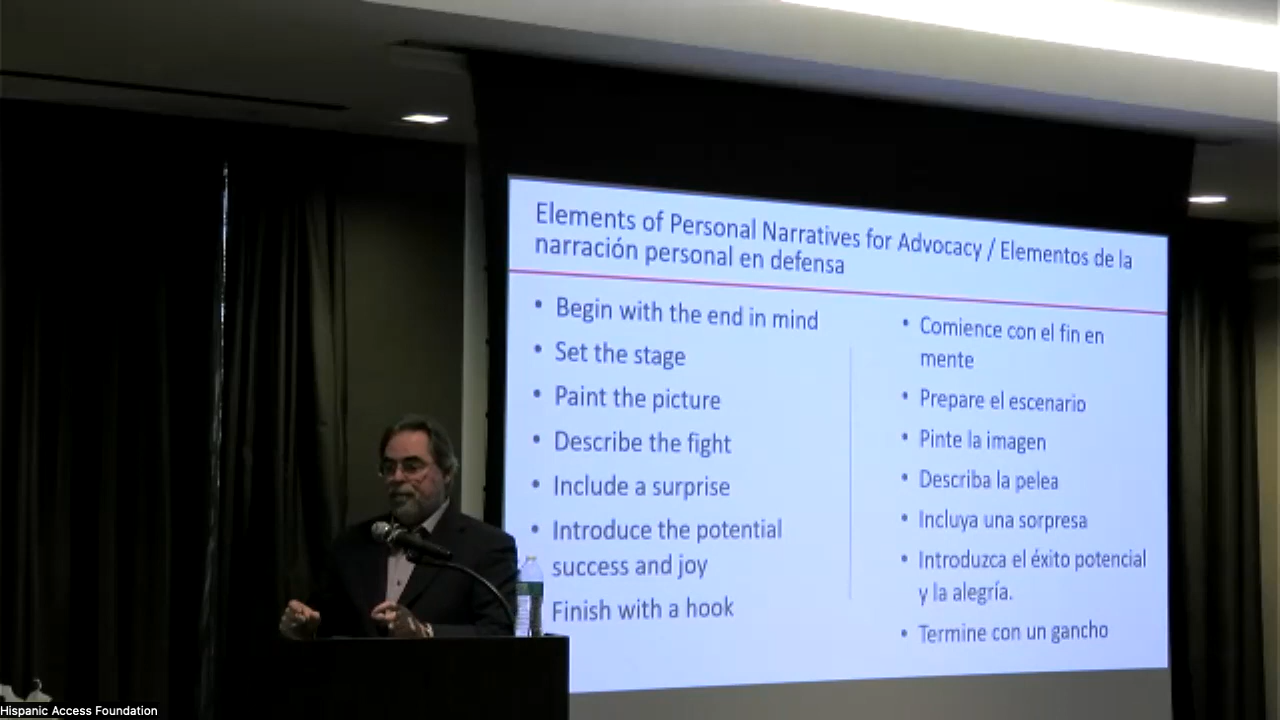 Elements of Personal Narratives for Advocacy / Elementos de la
narración personal en defensa
• Begin with the end in mind
• Set the stage
• Paint the picture
• Describe the fight
• Include a surprise
• Introduce the potential
success and joy
Finish with a hook
• Comience con el fin en
mente
• Prepare el escenario
• Pinte la imagen
• Describa la pelea
• Incluya una sorpresa
• Introduzca el éxito potencial
y la alegría.
• Termine con un gancho
Hispanic Access Foundation